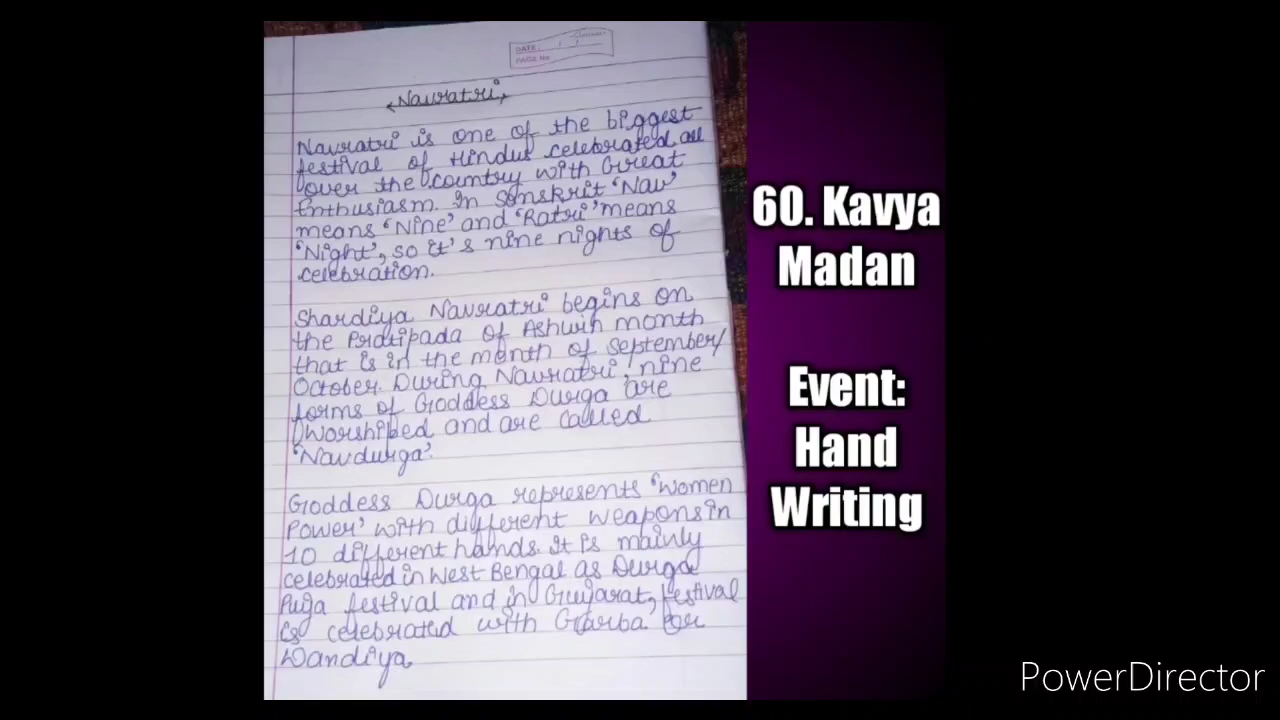 DATE: / /
PAGE No
Navratri
Navratri is one of the biggest
festival of Hindus celebrated all
over the country with Great
Enthusiasm. In Sanskrit 'Nav'
means 'Nine' and 'Ratri' means
'Night', so it's nine nights of
celebration.
Shardiya Navratri begins on
the Pratipada of Ashwin month
that is in the month of september/
October. During Navratri, nine
forms of Goddess Durga are
worshiped and are called
'Navdurga'.
Goddess Durga represents 'Women
Power' with different weapons in
10 different hands. It is mainly
celebrated in West Bengal as Durga
Puja festival and in Gujarat, festival
is celebrated with Garba or
Dandiya
60. Kavya
Madan
Event:
Hand
Writing
PowerDirector